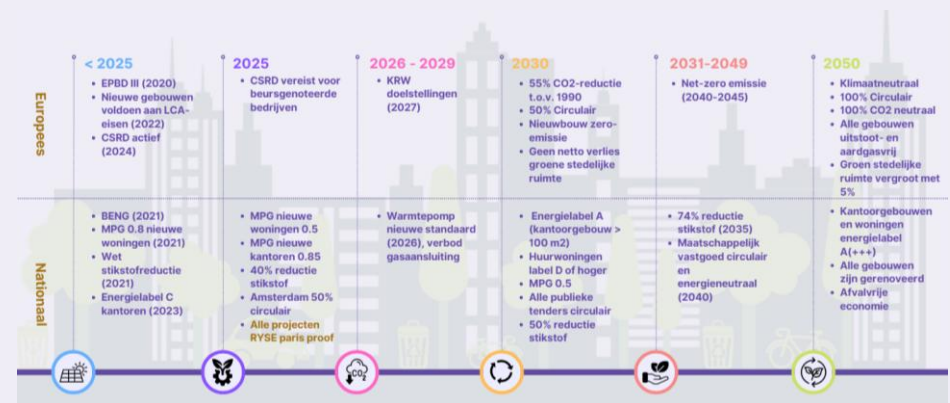 < 2025
• EPBD III (2020)
• Nieuwe gebouwen
voldoen aan LCA-
eisen (2022)
• CSRD actief
(2024)
2025
• CSRD vereist voor
beursgenoteerde
bedrijven
2026 - 2029
• KRW
doelstellingen
(2027)
2030
• 55% CO2-reductie
t.o.v. 1990
• 50% Circulair
• Nieuwbouw zero-
emissie
• Geen netto verlies
groene stedelijke
ruimte
2031-2049
• Net-zero emissie
(2040-2045)
2050
• Klimaatneutraal
• 100% Circulair
• 100% CO2 neutraal
• Alle gebouwen
uitstoot- en
aardgasvrij
• Groen stedelijke
ruimte vergroot met
5%
Europees
• BENG (2021)
• MPG 0.8 nieuwe
woningen (2021)
• Wet
stikstofreductie
(2021)
• Energielabel C
kantoren (2023)
• MPG nieuwe
woningen 0.5
• MPG nieuwe
kantoren 0.85
• 40% reductie
stikstof
• Amsterdam 50%
circulair
• Alle projecten
RYSE paris proof
• Warmtepomp
nieuwe standaard
(2026), verbod
gasaansluiting
• Energielabel A
(kantoorgebouw >
100 m2)
• Huurwoningen
label D of hoger
• MPG 0.5
• Alle publieke
tenders circulair
• 50% reductie
stikstof
• 74% reductie
stikstof (2035)
• Maatschappelijk
vastgoed circulair
en
energieneutraal
(2040)
• Kantoorgebouwen
en woningen
energielabel
A(+++)
• Alle gebouwen
zijn gerenoveerd
• Afvalvrije
economie
Nationaal
CO2